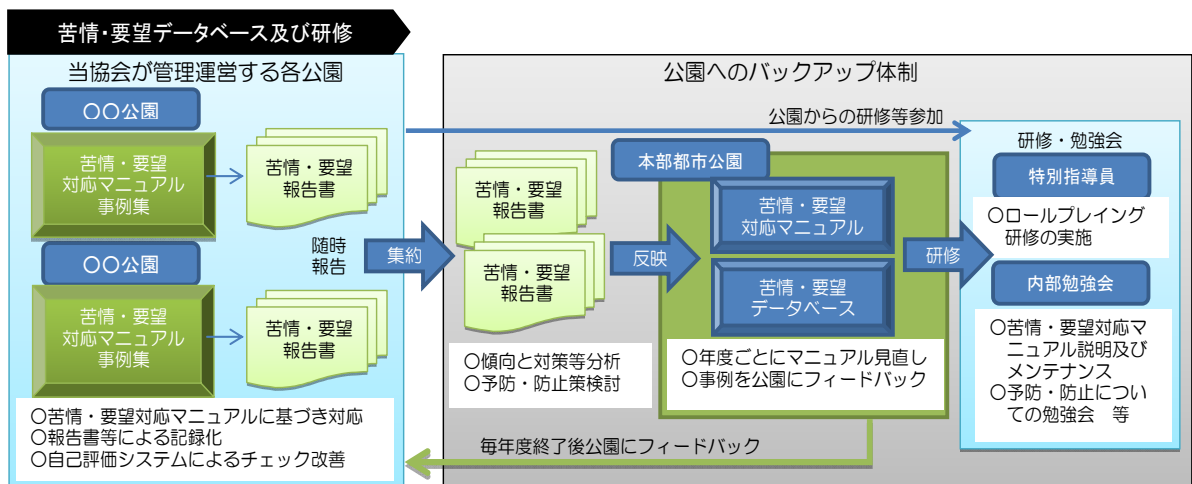 苦情・要望データベース及び研修
当協会が管理運営する各公園
〇〇公園
苦情・要望
対応マニュアル
事例集
苦情・要望
報告書
〇〇公園
苦情・要望
対応マニュアル
事例集
苦情・要望
報告書
随時
報告
集約
〇苦情・要望対応マニュアルに基づき対応
〇報告書等による記録化
〇自己評価システムによるチェック改善
公園へのバックアップ体制
公園からの研修等参加
苦情・要望
報告書
苦情・要望
報告書
〇傾向と対策等分析
〇予防・防止策検討
反映
本部都市公園
苦情・要望
対応マニュアル
苦情・要望
データベース
〇年度ごとにマニュアル見直し
〇事例を公園にフィードバック
研修
研修・勉強会
特別指導員
〇ロールプレイング
研修の実施
内部勉強会
〇苦情・要望対応マ
ニュアル説明及び
メンテナンス
〇予防・防止につい
ての勉強会　等
毎年度終了後公園にフィードバック